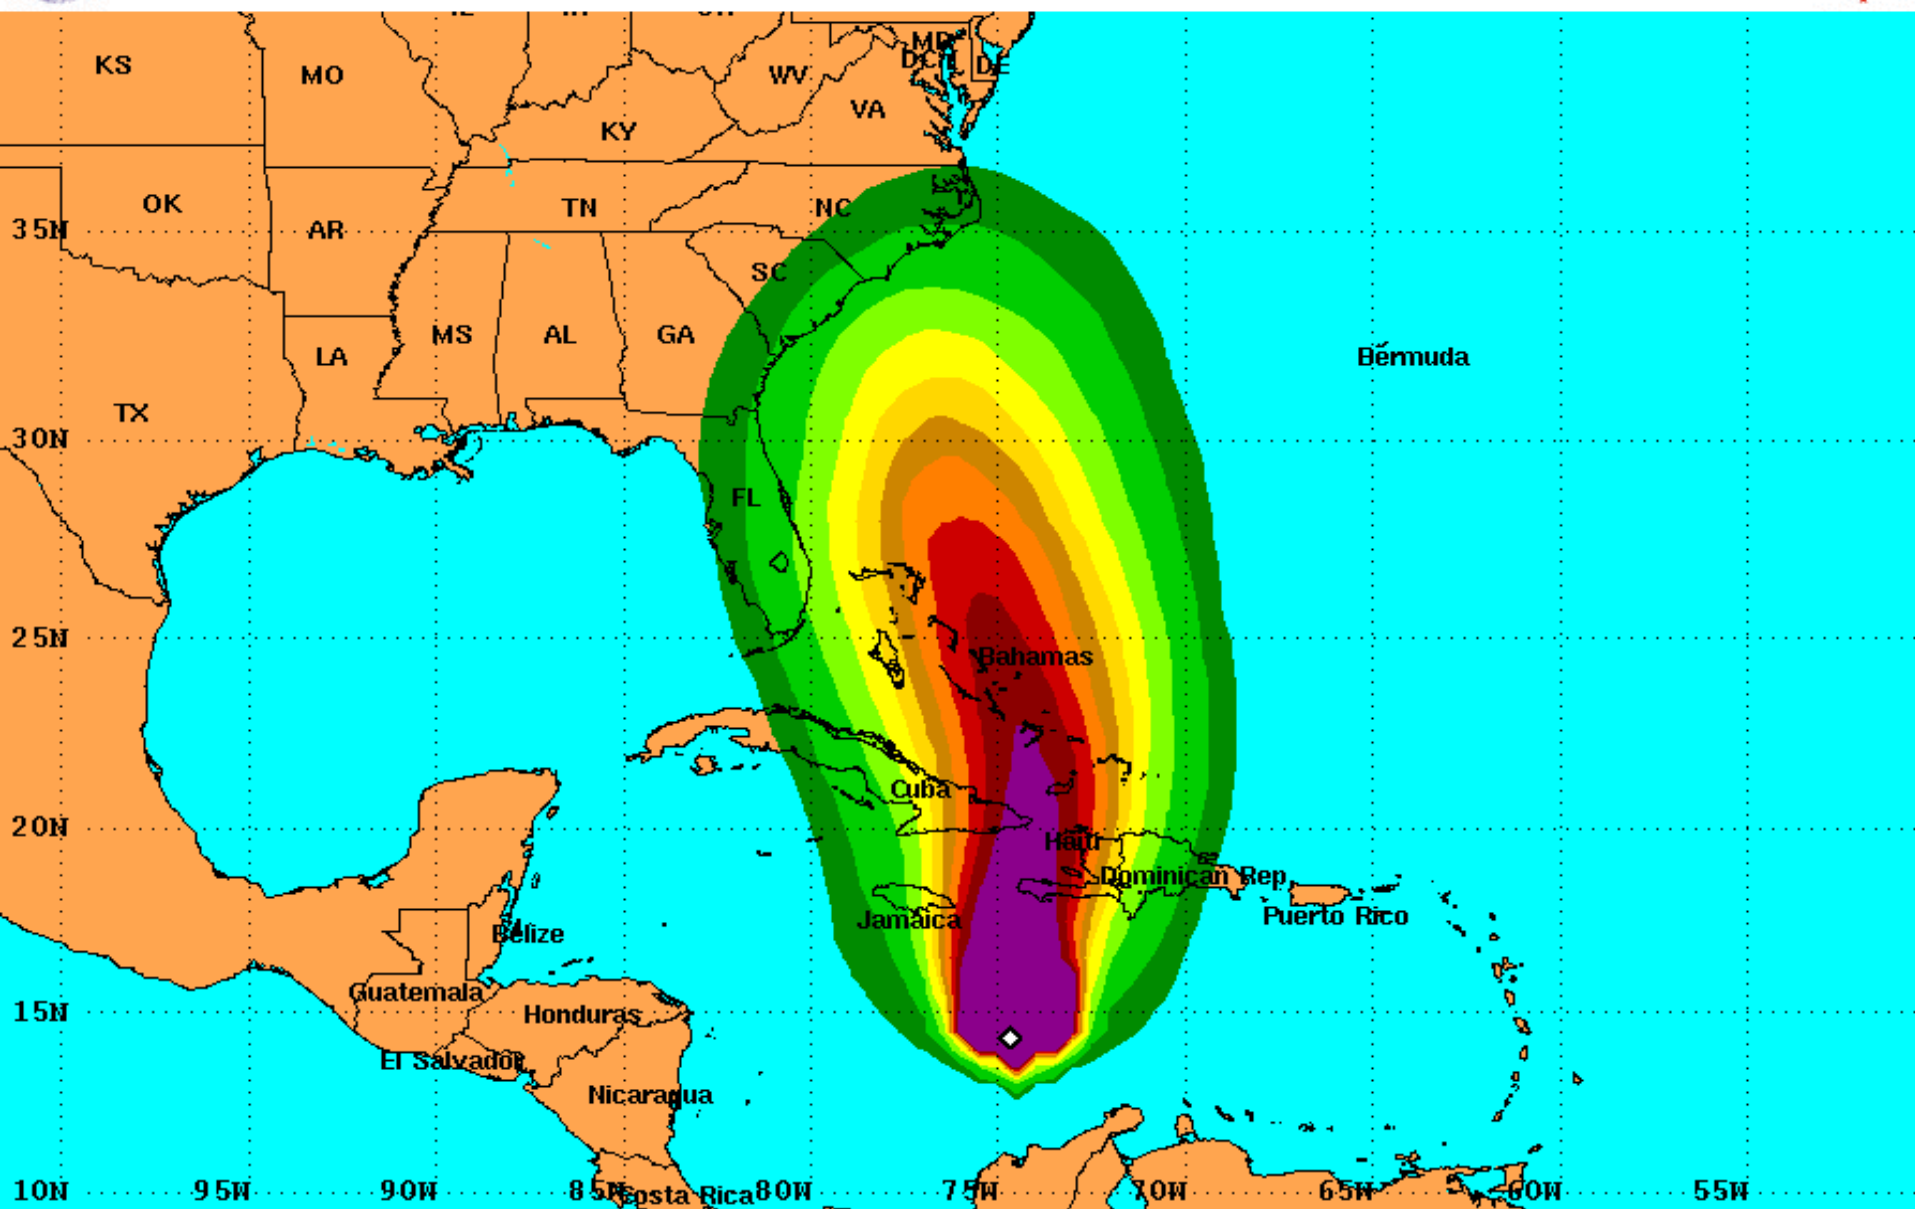 MD
KS
MO
WV
DC
DE
VA
KY
OK
TN
NC
35N
AR
SC
MS
AL
GA
LA
Bermuda
TX
30N
FL
25N
Bahamas
Cuba
20N
Haiti
Dominican Rep
Jamaica
Puerto Rico
Belize
Guatemala
15N
Honduras
El Salvador
Nicaragua
10N
95W
90W
85W
Costa Rica
80W
75W
70W
65W
60W
55W